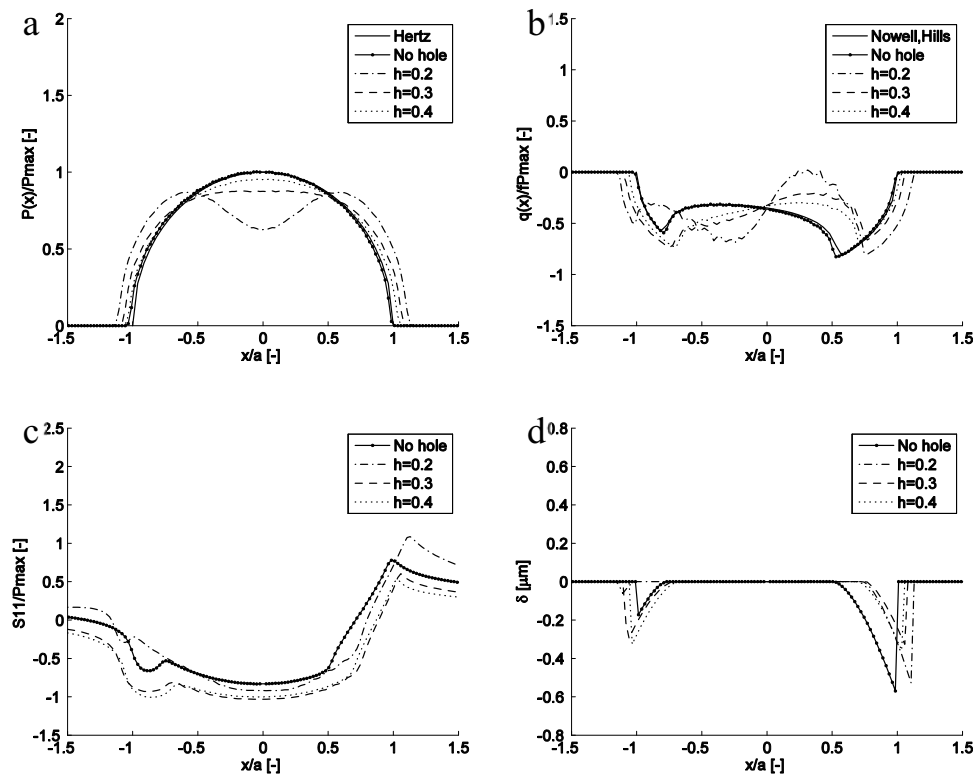 a
2
1.5
1
0.5
0
-1.5
-1
-0.5
0
0.5
1
1.5
P(x)/Pmax [-]
x/a [-]
Hertz
No hole
h=0.2
h=0.3
h=0.4
b
1.5
1
0.5
0
-0.5
-1
-1.5
-1.5
-1
-0.5
0
0.5
1
1.5
q(x)/fPmax [-]
x/a [-]
Nowell,Hills
No hole
h=0.2
h=0.3
h=0.4
c
2.5
2
1.5
1
0.5
0
-0.5
-1
-1.5
-1.5
-1
-0.5
0
0.5
1
1.5
S11/Pmax [-]
x/a [-]
No hole
h=0.2
h=0.3
h=0.4
d
0.8
0.6
0.4
0.2
0
-0.2
-0.4
-0.6
-0.8
-1.5
-1
-0.5
0
0.5
1
1.5
δ [μm]
x/a [-]
No hole
h=0.2
h=0.3
h=0.4